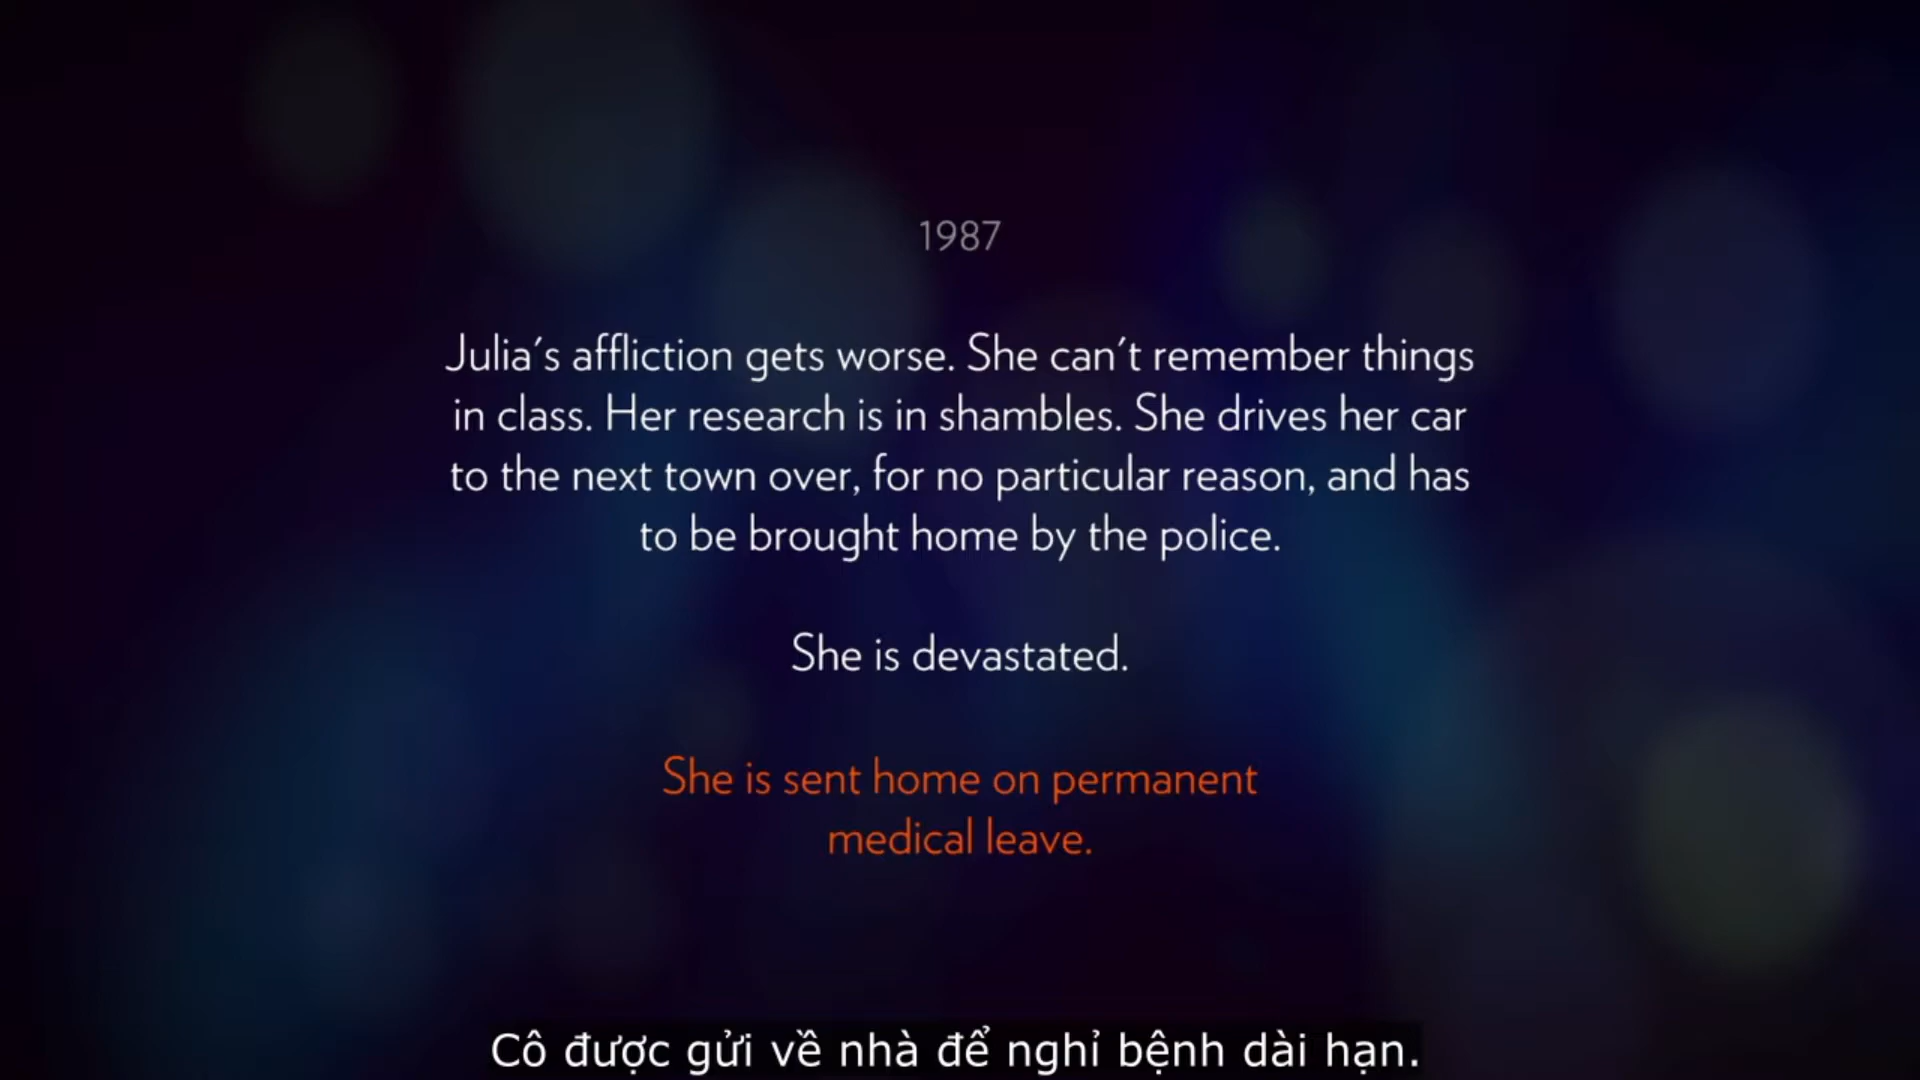 1987
Julia's affliction gets worse. She can't remember things
in class. Her research is in shambles. She drives her car
to the next town over, for no particular reason, and has
to be brought home by the police.
She is devastated.
She is sent home on permanent
medical leave.
Cô được gửi về nhà để nghỉ bệnh dài hạn.